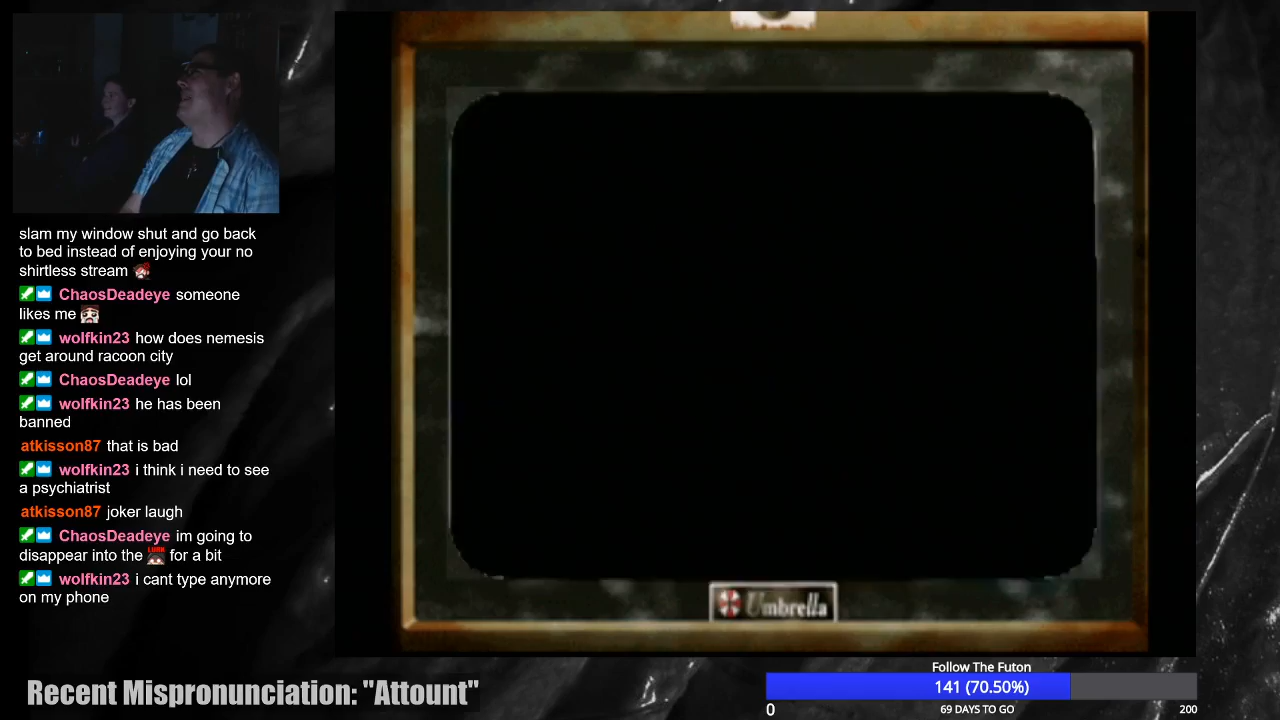 slam my window shut and go back
to bed instead of enjoying your no
shirtless stream
ChaosDeadeye someone
likes me
wolfkin23 how does nemesis
get around racoon city
ChaosDeadeye lol
wolfkin23 he has been
banned
atkisson87 that is bad
wolfkin23 i think i need to see
a psychiatrist
atkisson87 joker laugh
ChaosDeadeye im going to
disappear into the LURK for a bit
wolfkin23 i cant type anymore
on my phone
Umbrella
Recent Mispronunciation: "Attount"
Follow The Futon
141 (70.50%)
0
69 DAYS TO GO
200